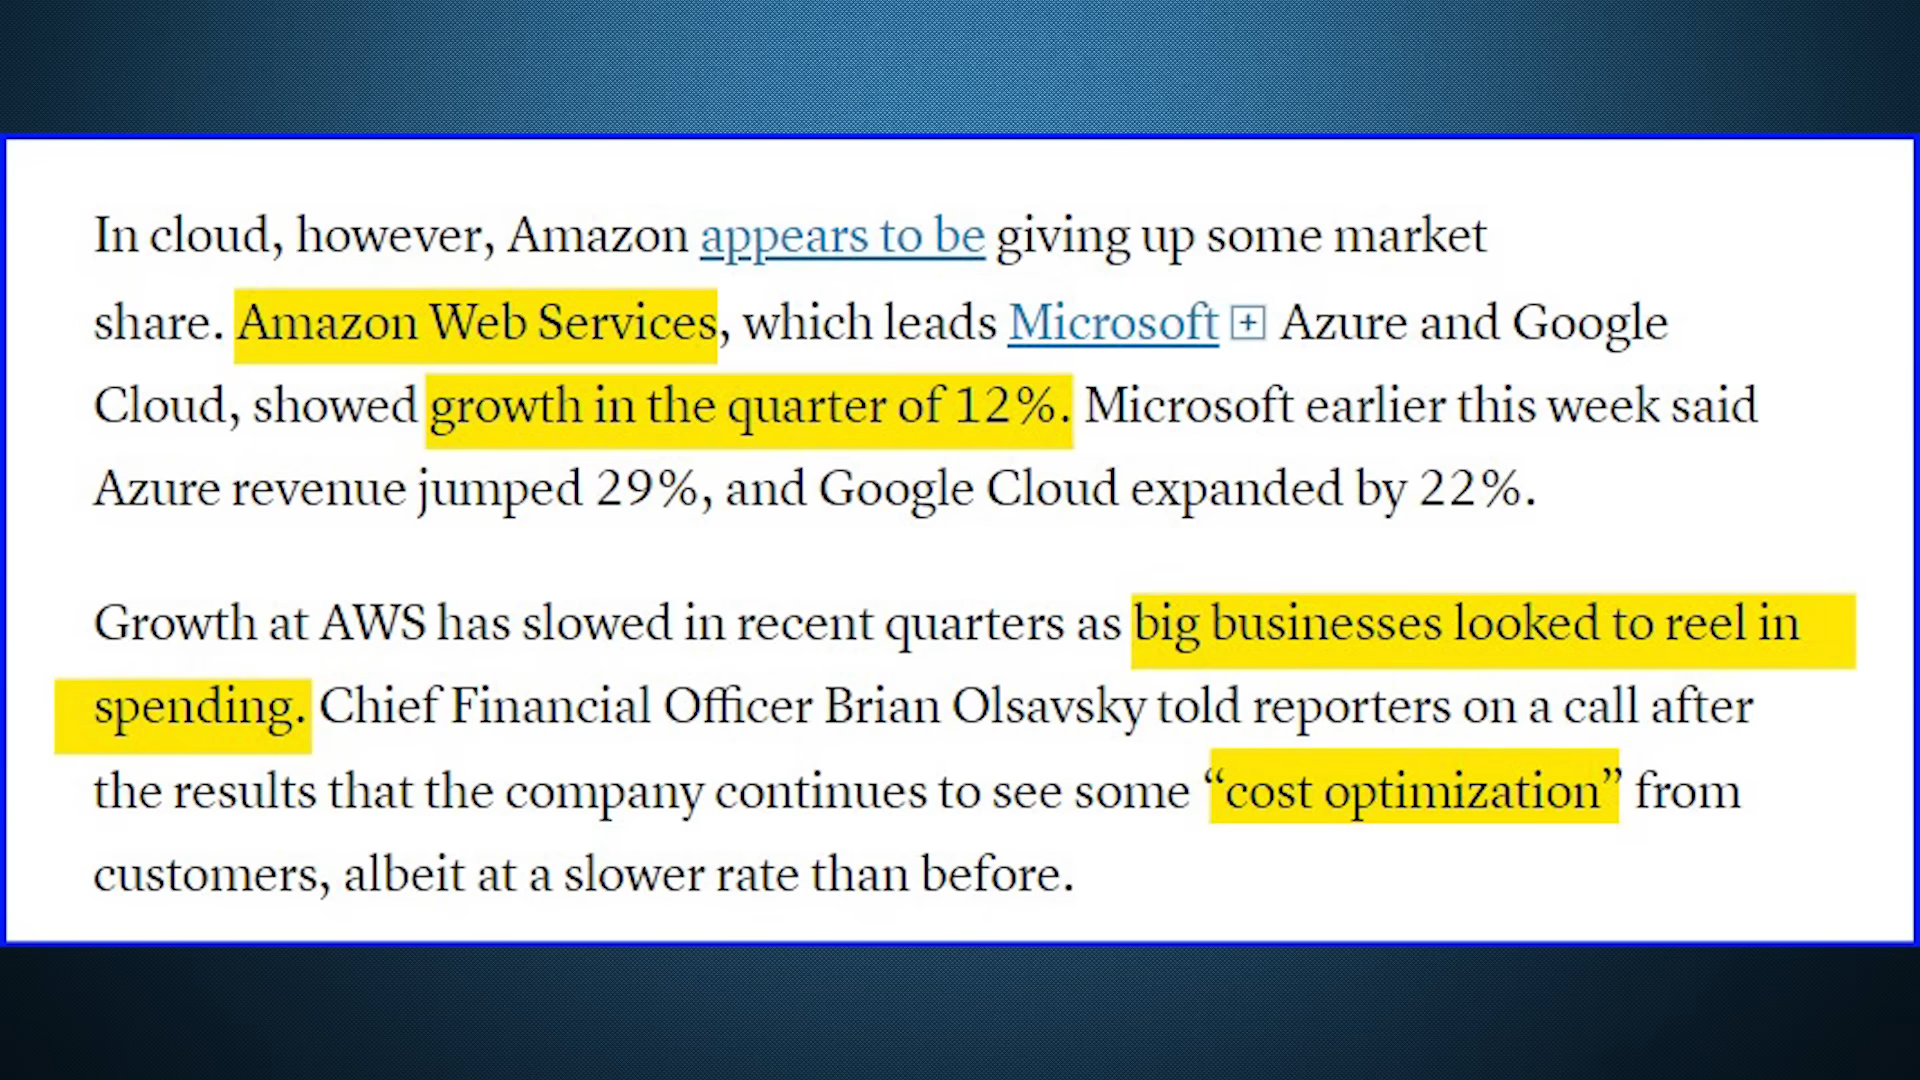 In cloud, however, Amazon appears to be giving up some market
share. Amazon Web Services, which leads Microsoft + Azure and Google
Cloud, showed growth in the quarter of 12%. Microsoft earlier this week said
Azure revenue jumped 29%, and Google Cloud expanded by 22%.
Growth at AWS has slowed in recent quarters as big businesses looked to reel in
spending. Chief Financial Officer Brian Olsavsky told reporters on a call after
the results that the company continues to see some “cost optimization” from
customers, albeit at a slower rate than before.